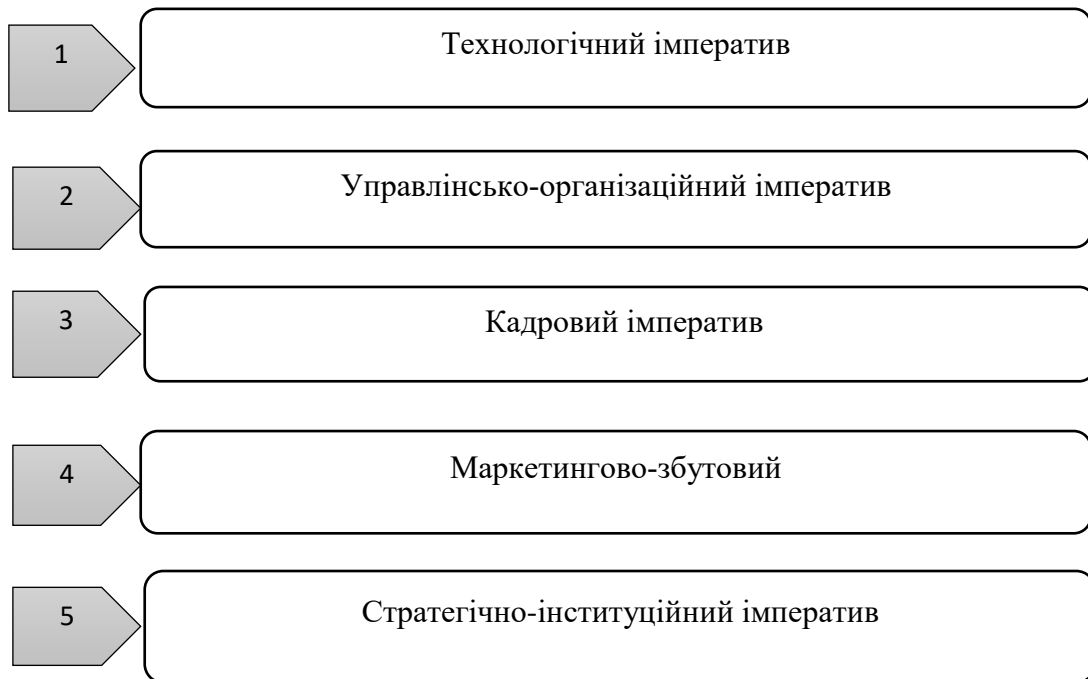 1
Технологічний імператив
2
Управлінсько-організаційний імператив
3
Кадровий імператив
4
Маркетингово-збутовий
5
Стратегічно-інституційний імператив